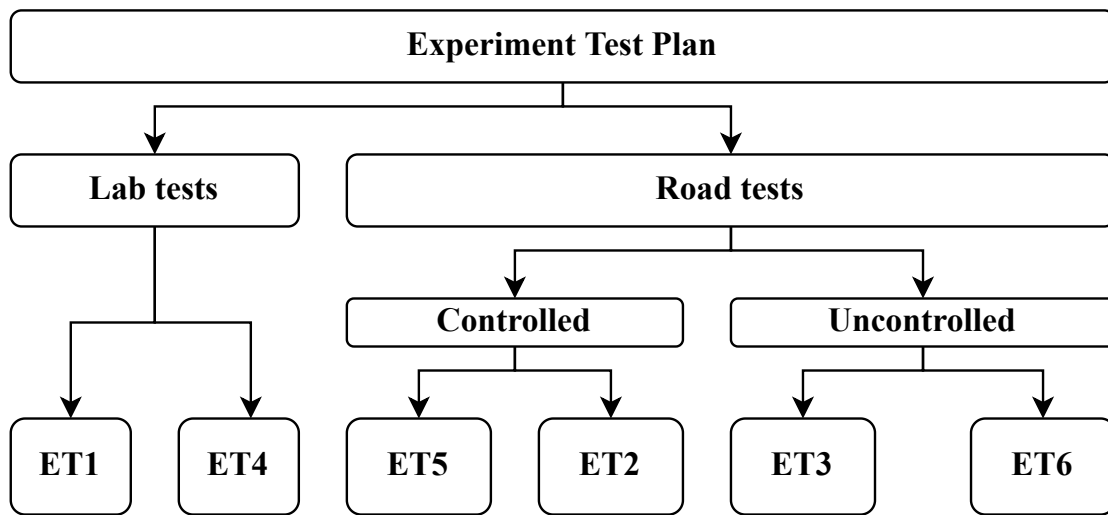 Experiment Test Plan
Lab tests
Road tests
Controlled
Uncontrolled
ET1
ET4
ET5
ET2
ET3
ET6